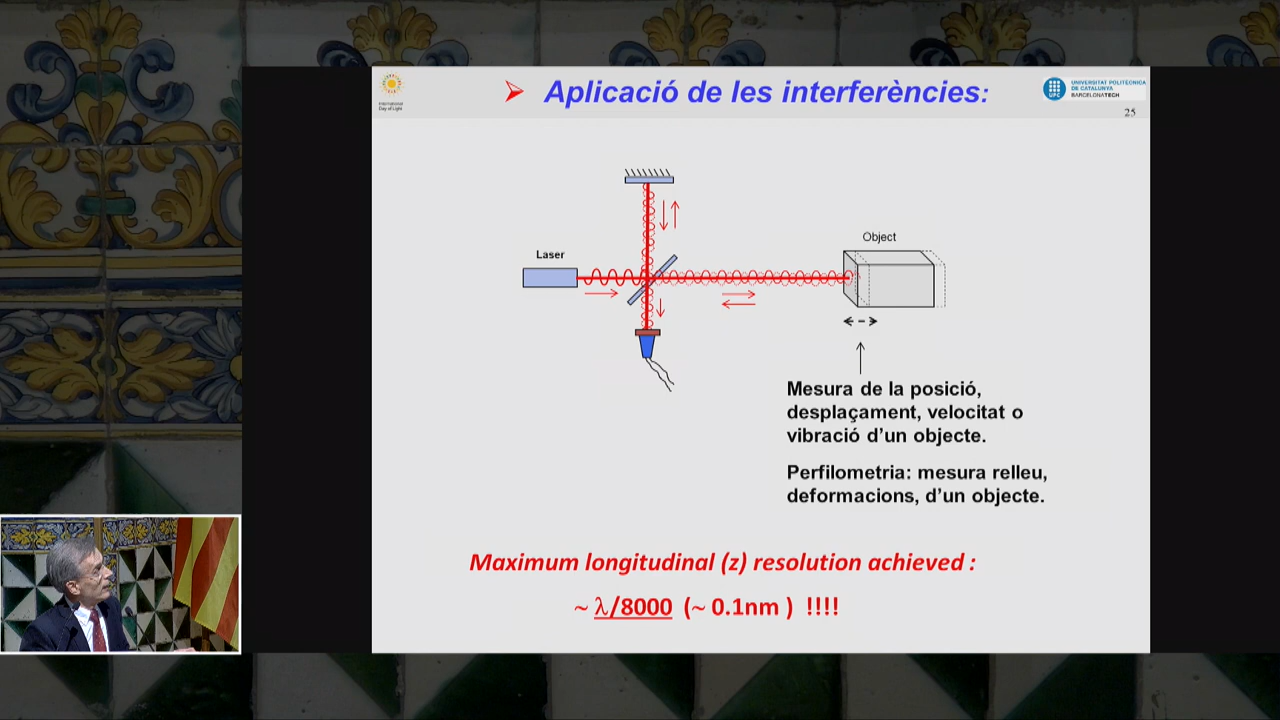 Aplicació de les interferències:
International
Day of Light
UPC
UNIVERSITAT POLITÈCNICA
DE CATALUNYA
BARCELONATECH
25
Object
Laser
Mesura de la posició,
desplaçament, velocitat o
vibració d'un objecte.
Perfilometria: mesura relleu,
deformacions, d'un objecte.
Maximum longitudinal (z) resolution achieved :
~ λ/8000 (~ 0.1nm ) !!!!